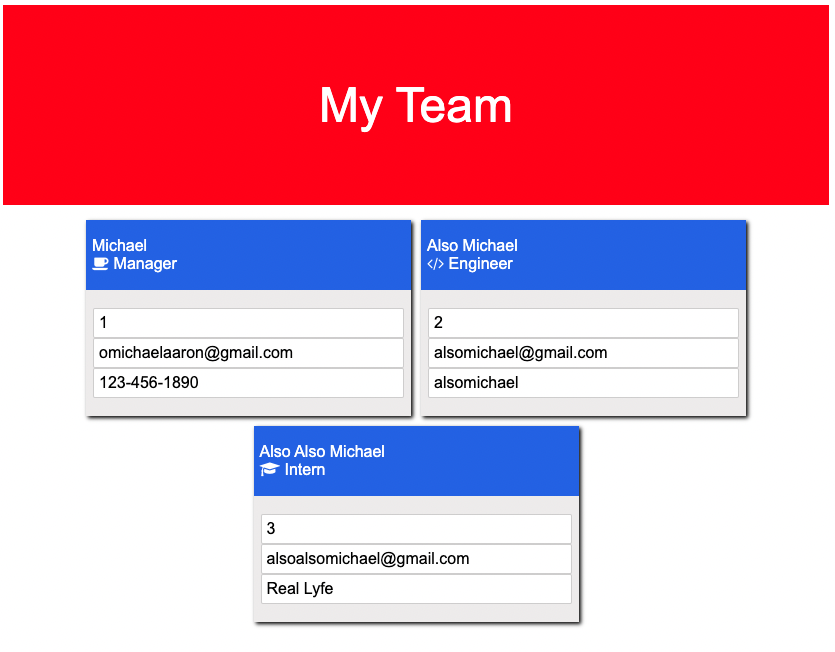 My Team
Michael
Manager
1
omichaelaaron@gmail.com
123-456-1890
Also Michael
Engineer
2
alsomichael@gmail.com
alsomichael
Also Also Michael
Intern
3
alsoalsomichael@gmail.com
Real Lyfe